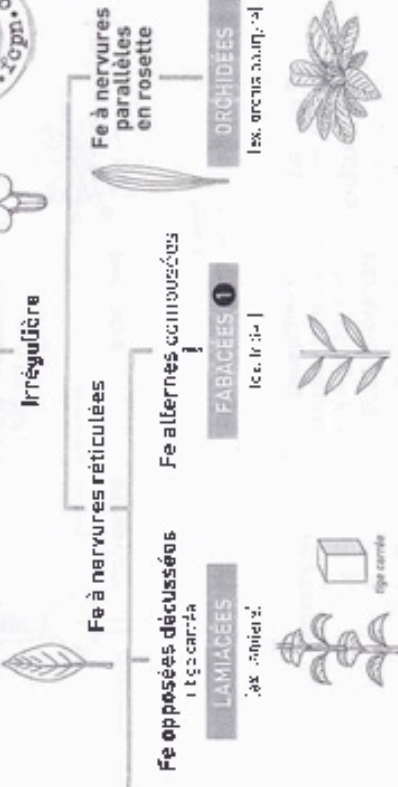 Irrégulière
Fe à nervures réticulées
Fe à nervures
parallèles
en rosette
Fe opposées décussées
tige carrée
LAMIACÉES
tige carrée
Fe alternes composées
FABACÉES 1
ORCHIDÉES